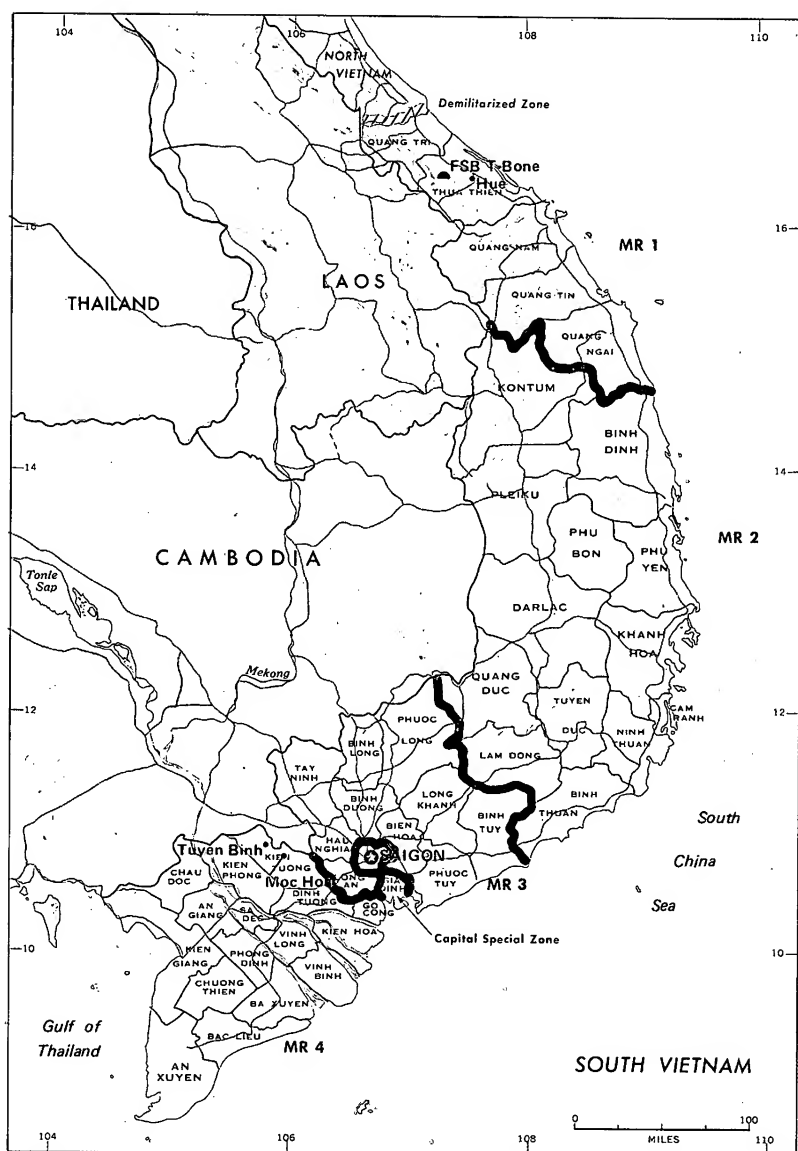 104
106
108
110
NORTH
VIETNAM
Demilitarized Zone
QUANG TRI
FSB T-Bone
Hue
THUA THIEN
16
16
MR 1
QUANG NAM
LAOS
THAILAND
QUANG TIN
QUANG
NGAI
KONTUM
BINH
DINH
14
14
PLEIKU
MR 2
PHU
BON
PHU
YEN
CAMBODIA
Tonle
Sap
DARLAC
KHANH
HOA
Mekong
QUANG
DUC
TUYEN
DUC
CAM
RANH
12
12
PHUOC
LONG
BINH
LONG
NINH
THUAN
LAM DONG
TAY
NINH
LONG
KHANH
BINH
THUAN
BINH
DUONG
BINH
TUY
South
China
Sea
BIEN
HOA
HAU
NGHIA
SAIGON
Tuyen Binh
KIEN
PHONG
KIEN
TUONG
CHAU
DOC
Moc Hoa
LONG
AN
GIA
DINH
PHUOC
TUY
MR 3
DINH
TUONG
GO
CONG
AN
GIANG
SA
DEC
Capital Special Zone
KIEN HOA
VINH
LONG
10
10
KIEN
GIANG
PHONG
DINH
VINH
BINH
CHUONG
THIEN
BA XUYEN
Gulf of
Thailand
BAC LIEU
MR 4
AN
XUYEN
SOUTH VIETNAM
0
100
MILES
104
106
108
110